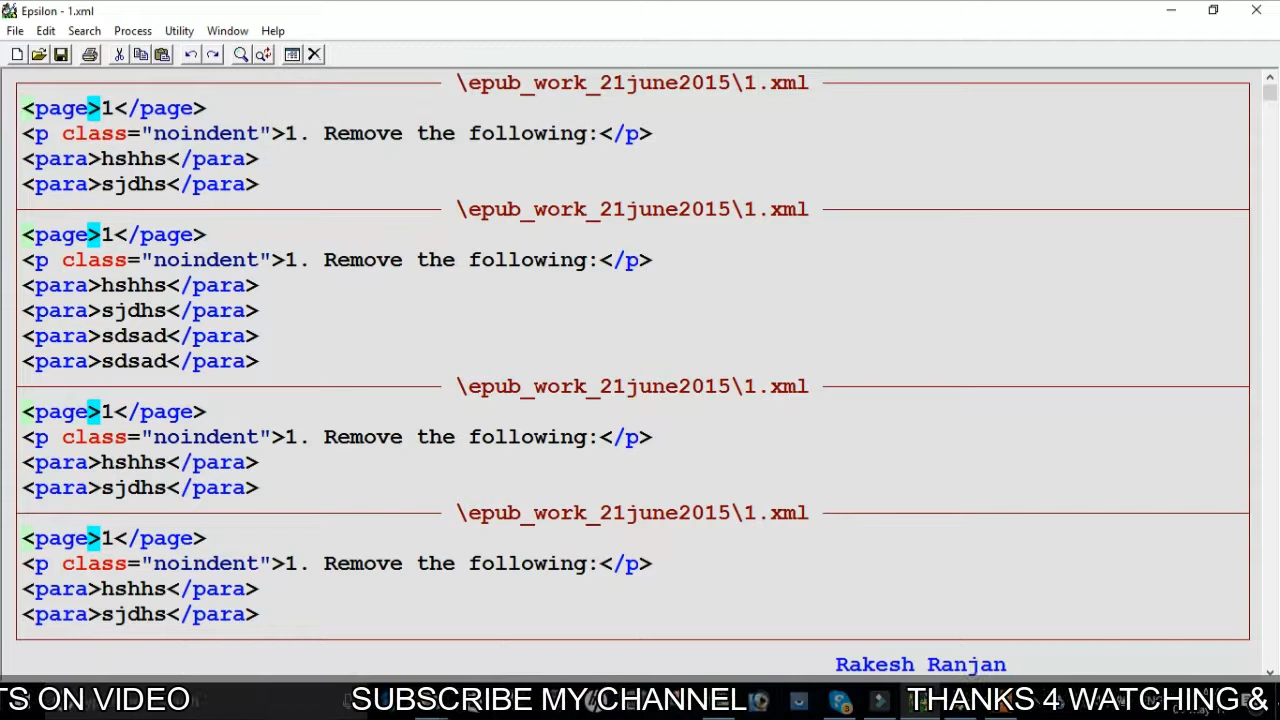 Epsilon - 1.xml
File Edit Search Process Utility Window Help
\epub_work_21june2015\1.xml
<page>1</page>
<p class="noindent">1. Remove the following:</p>
<para>hshhs</para>
<para>sjdhs</para>
\epub_work_21june2015\1.xml
<page>1</page>
<p class="noindent">1. Remove the following:</p>
<para>hshhs</para>
<para>sjdhs</para>
<para>sdsad</para>
<para>sdsad</para>
\epub_work_21june2015\1.xml
<page>1</page>
<p class="noindent">1. Remove the following:</p>
<para>hshhs</para>
<para>sjdhs</para>
\epub_work_21june2015\1.xml
<page>1</page>
<p class="noindent">1. Remove the following:</p>
<para>hshhs</para>
<para>sjdhs</para>
Rakesh Ranjan
TS ON VIDEO SUBSCRIBE MY CHANNEL THANKS 4 WATCHING &